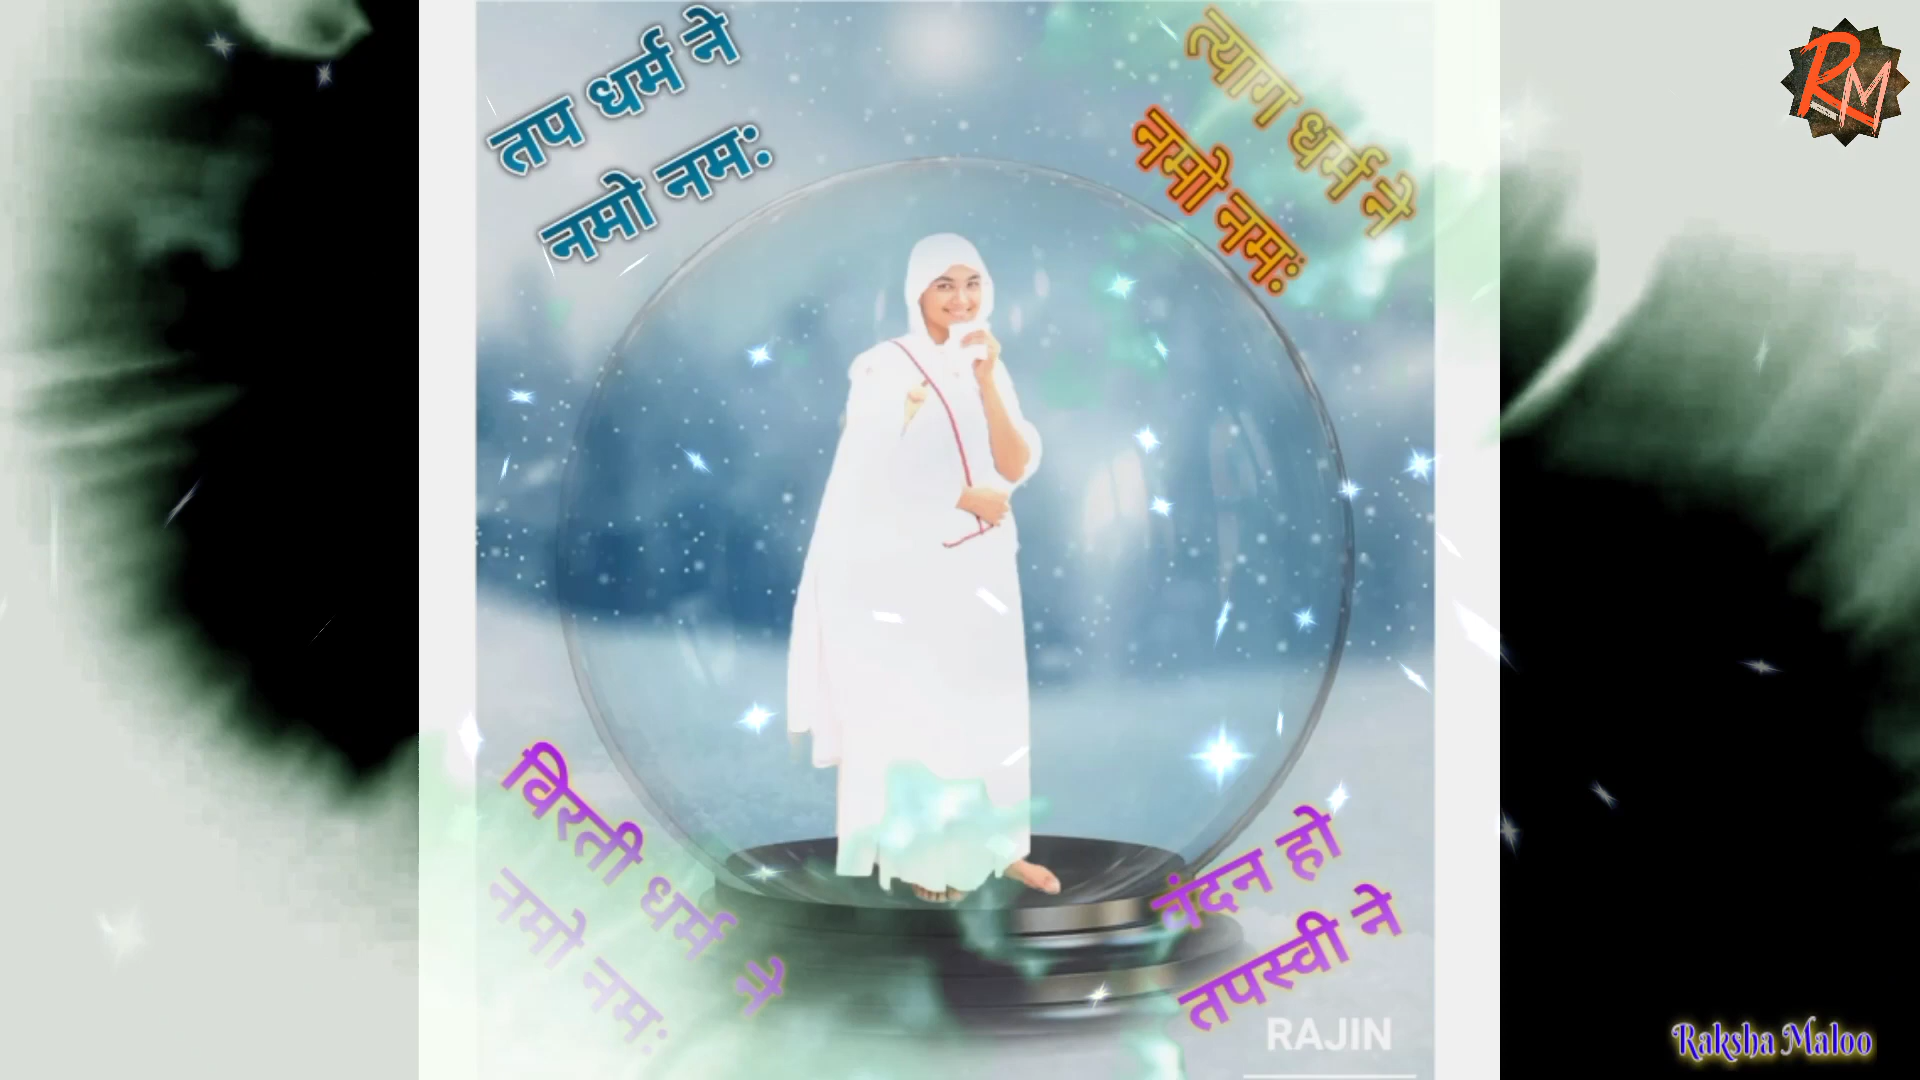 तप धर्म ने
नमो नमः
त्याग धर्म ने
नमो नमः
विरती धर्म ने
नमो नमः
वंदन हो
तपस्वी ने
RAJIN
RM
Raksha Maloo